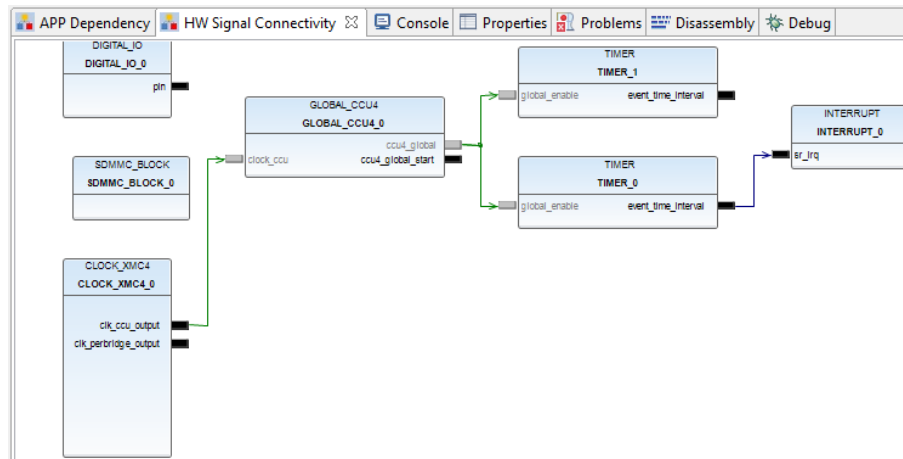 APP Dependency
HW Signal Connectivity
Console
Properties
Problems
Disassembly
Debug
DIGITAL_IO
DIGITAL_IO_0
pin
SDMMC_BLOCK
SDMMC_BLOCK_0
CLOCK_XMC4
CLOCK_XMC4_0
clk_ccu_output
clk_perbridge_output
GLOBAL_CCU4
GLOBAL_CCU4_0
ccu4_global
clock_ccu
ccu4_global_start
TIMER
TIMER_1
global_enable
event_time_interval
TIMER
TIMER_0
global_enable
event_time_interval
INTERRUPT
INTERRUPT_0
sr_irq